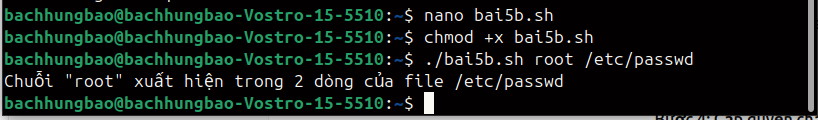 bachhungbao@bachhungbao-Vostro-15-5510:~$ nano bai5b.sh
bachhungbao@bachhungbao-Vostro-15-5510:~$ chmod +x bai5b.sh
bachhungbao@bachhungbao-Vostro-15-5510:~$ ./bai5b.sh root /etc/passwd
Chuỗi "root" xuất hiện trong 2 dòng của file /etc/passwd
bachhungbao@bachhungbao-Vostro-15-5510:~$